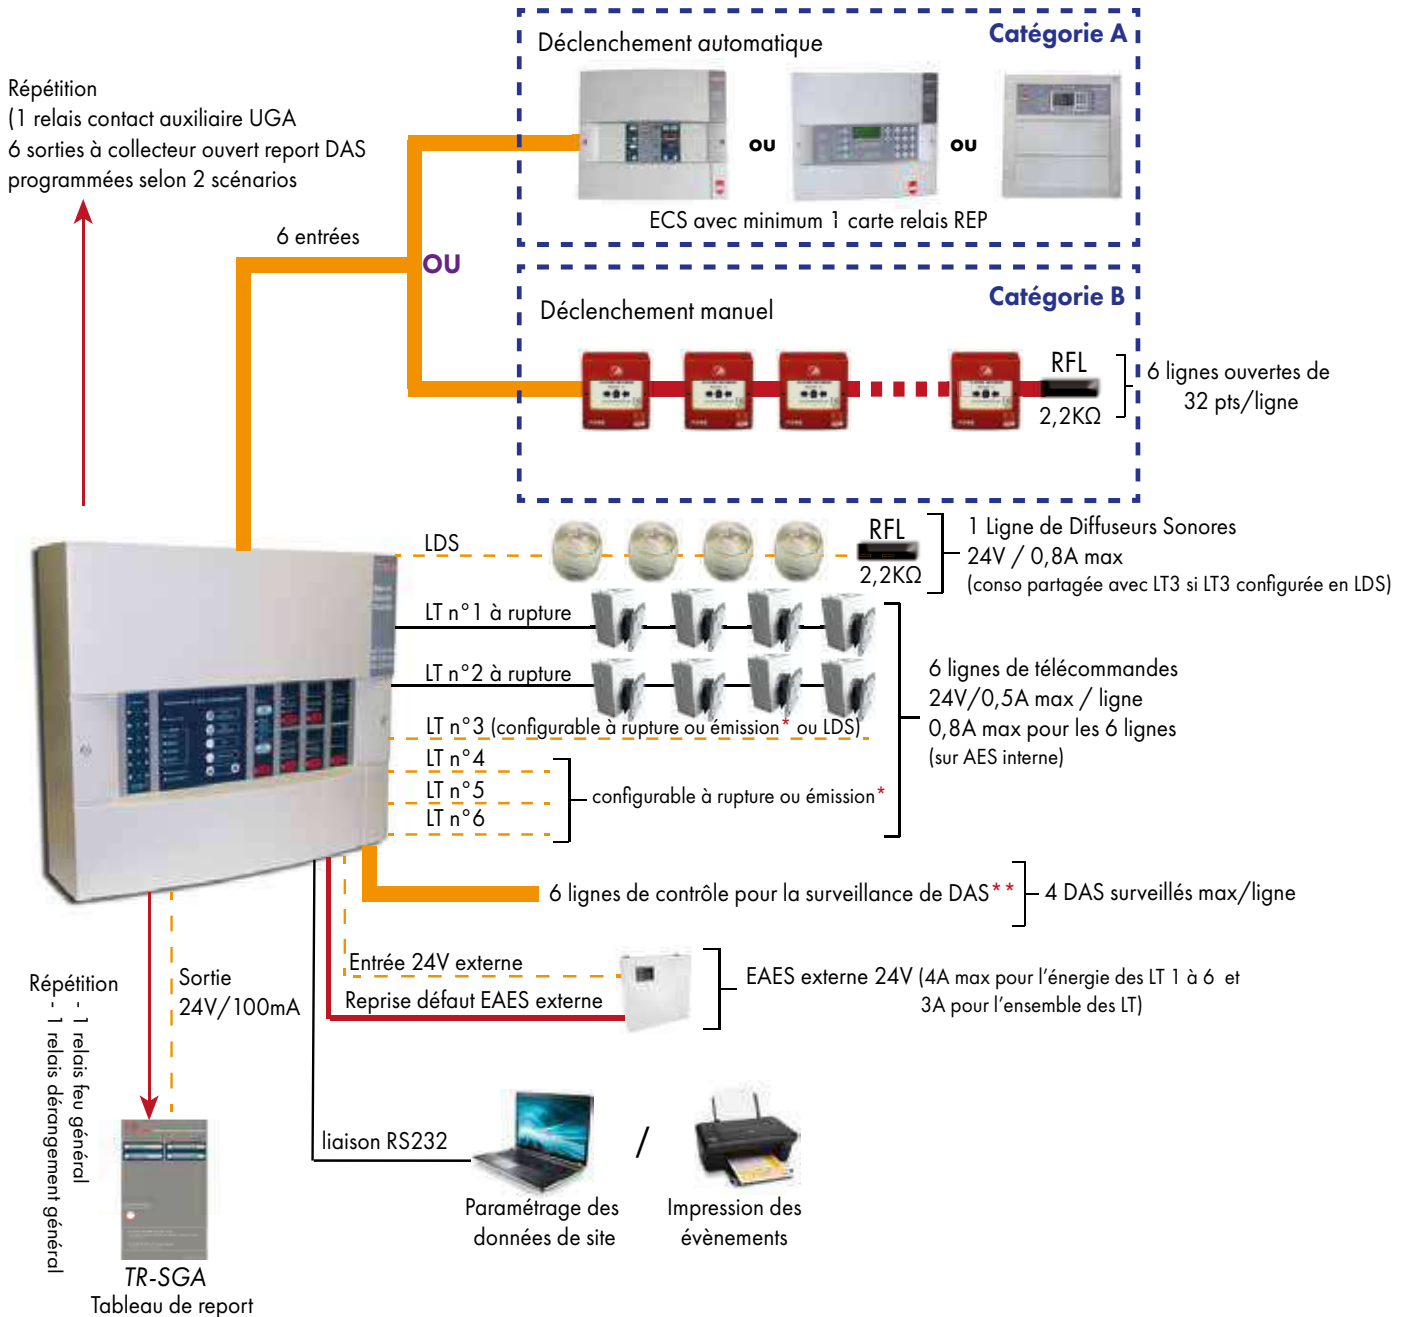 Catégorie A
Déclenchement automatique
Répétition
(1 relais contact auxiliaire UGA
6 sorties à collecteur ouvert report DAS
programmées selon 2 scénarios
ou
ou
ECS avec minimum 1 carte relais REP
6 entrées
OU
Catégorie B
Déclenchement manuel
RFL
2,2KΩ
6 lignes ouvertes de
32 pts/ligne
LDS
RFL
2,2KΩ
1 Ligne de Diffuseurs Sonores
24V / 0,8A max
(conso partagée avec LT3 si LT3 configurée en LDS)
LT n°1 à rupture
LT n°2 à rupture
LT n°3 (configurable à rupture ou émission* ou LDS)
LT n°4
LT n°5
LT n°6
configurable à rupture ou émission*
6 lignes de télécommandes
24V/0,5A max / ligne
0,8A max pour les 6 lignes
(sur AES interne)
6 lignes de contrôle pour la surveillance de DAS**
4 DAS surveillés max/ligne
Entrée 24V externe
Reprise défaut EAES externe
EAES externe 24V (4A max pour l'énergie des LT 1 à 6 et
3A pour l'ensemble des LT)
Répétition
- 1 relais feu général
- 1 relais dérangement général
Sortie
24V/100mA
liaison RS232
/
Paramétrage des
données de site
Impression des
évènements
TR-SGA
Tableau de report